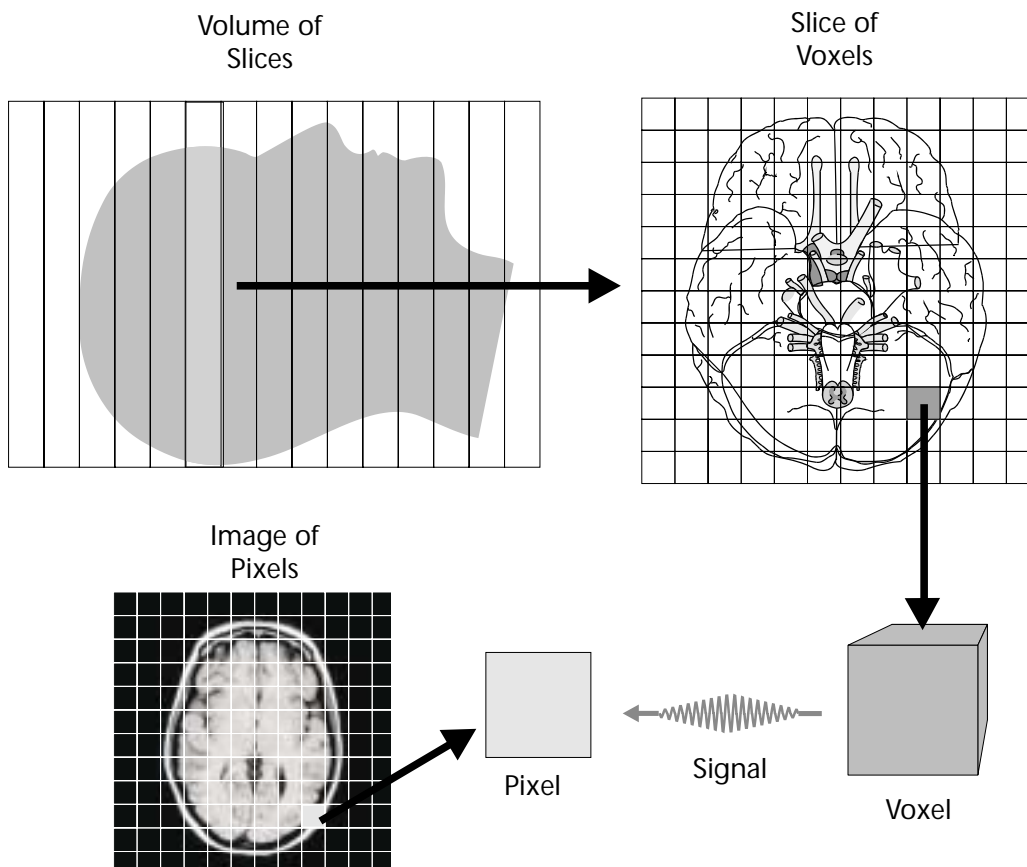 Volume of
Slices
Slice of
Voxels
Image of
Pixels
Pixel
Signal
Voxel